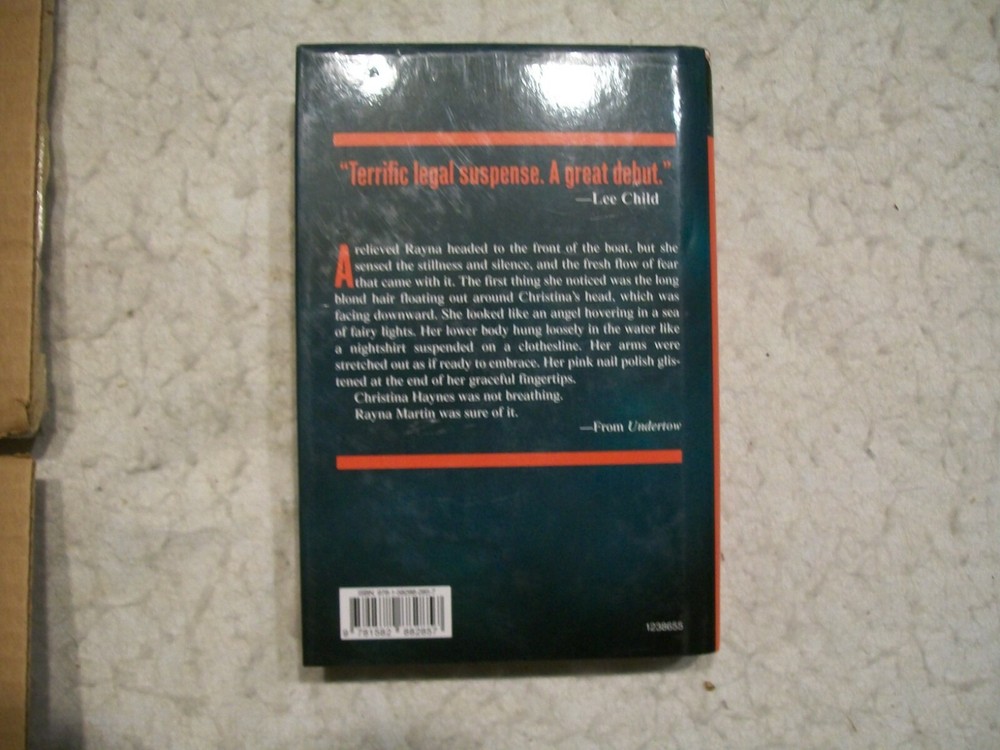 “Terrific legal suspense. A great debut.”
—Lee Child
A relieved Rayna headed to the front of the boat, but she
sensed the stillness and silence, and the fresh flow of fear
that came with it. The first thing she noticed was the long
blond hair floating out around Christina's head, which was
facing downward. She looked like an angel hovering in a sea
of fairy lights. Her lower body hung loosely in the water like
a nightshirt suspended on a clothesline. Her arms were
stretched out as if ready to embrace. Her pink nail polish glis-
tened at the end of her graceful fingertips.
Christina Haynes was not breathing.
Rayna Martin was sure of it.
—From Undertow
9 781582 882857
1238655